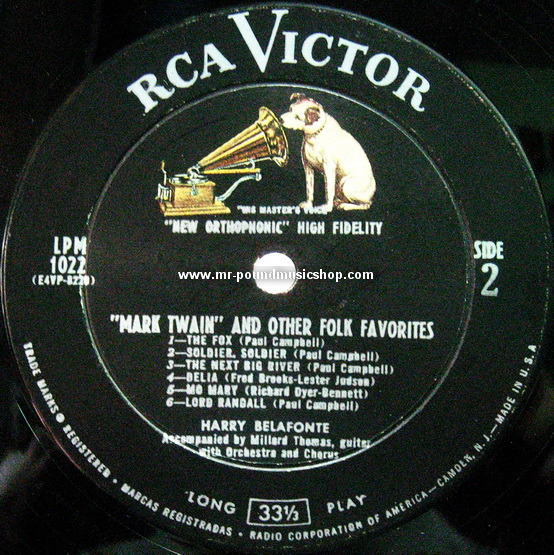 RCA VICTOR
"HIS MASTER'S VOICE"
"NEW ORTHOPHONIC" HIGH FIDELITY
LPM
1022
(E4VP-8229)
SIDE
2
www.mr-poundmusicshop.com
"MARK TWAIN" AND OTHER FOLK FAVORITES
1—THE FOX (Paul Campbell)
2—SOLDIER, SOLDIER (Paul Campbell)
3—THE NEXT BIG RIVER (Paul Campbell)
4—DELIA (Fred Brooks-Lester Judson)
5—MO MARY (Richard Dyer-Bennett)
6—LORD RANDALL (Paul Campbell)
HARRY BELAFONTE
Accompanied by Millard Thomas, guitar
with Orchestra and Chorus
LONG 33⅓ PLAY
TRADE MARKS ● REGISTERED • MARCAS REGISTRADAS • RADIO CORPORATION OF AMERICA—CAMDEN, N. J.—MADE IN U.S.A